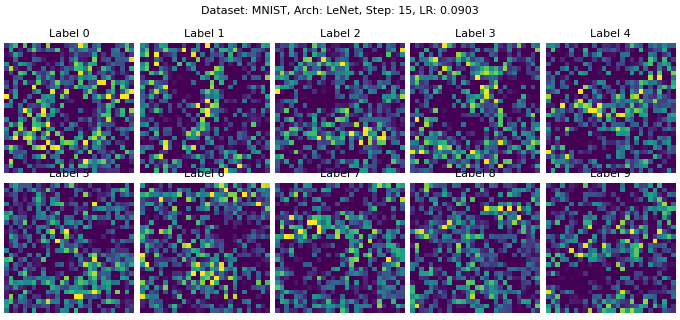 Dataset: MNIST, Arch: LeNet, Step: 15, LR: 0.0903
Label 0
Label 1
Label 2
Label 3
Label 4
Label 5
Label 6
Label 7
Label 8
Label 9